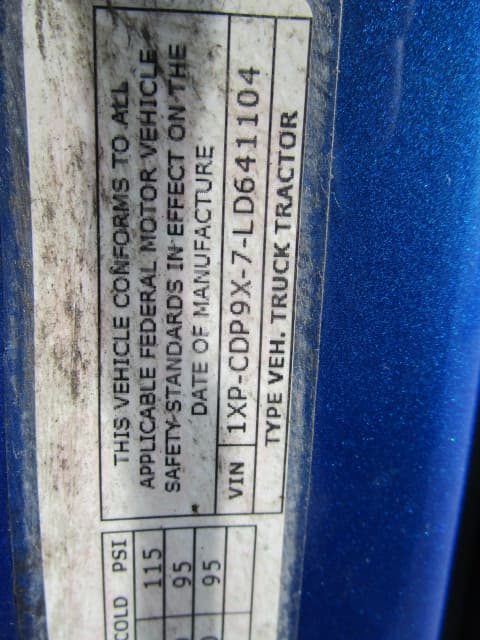 THIS VEHICLE CONFORMS TO ALL
APPLICABLE FEDERAL MOTOR VEHICLE
SAFETY STANDARDS IN EFFECT ON THE
DATE OF MANUFACTURE
VIN 1XP-CDP9X-7-LD641104
TYPE VEH. TRUCK TRACTOR
COLD PSI
115
95
95